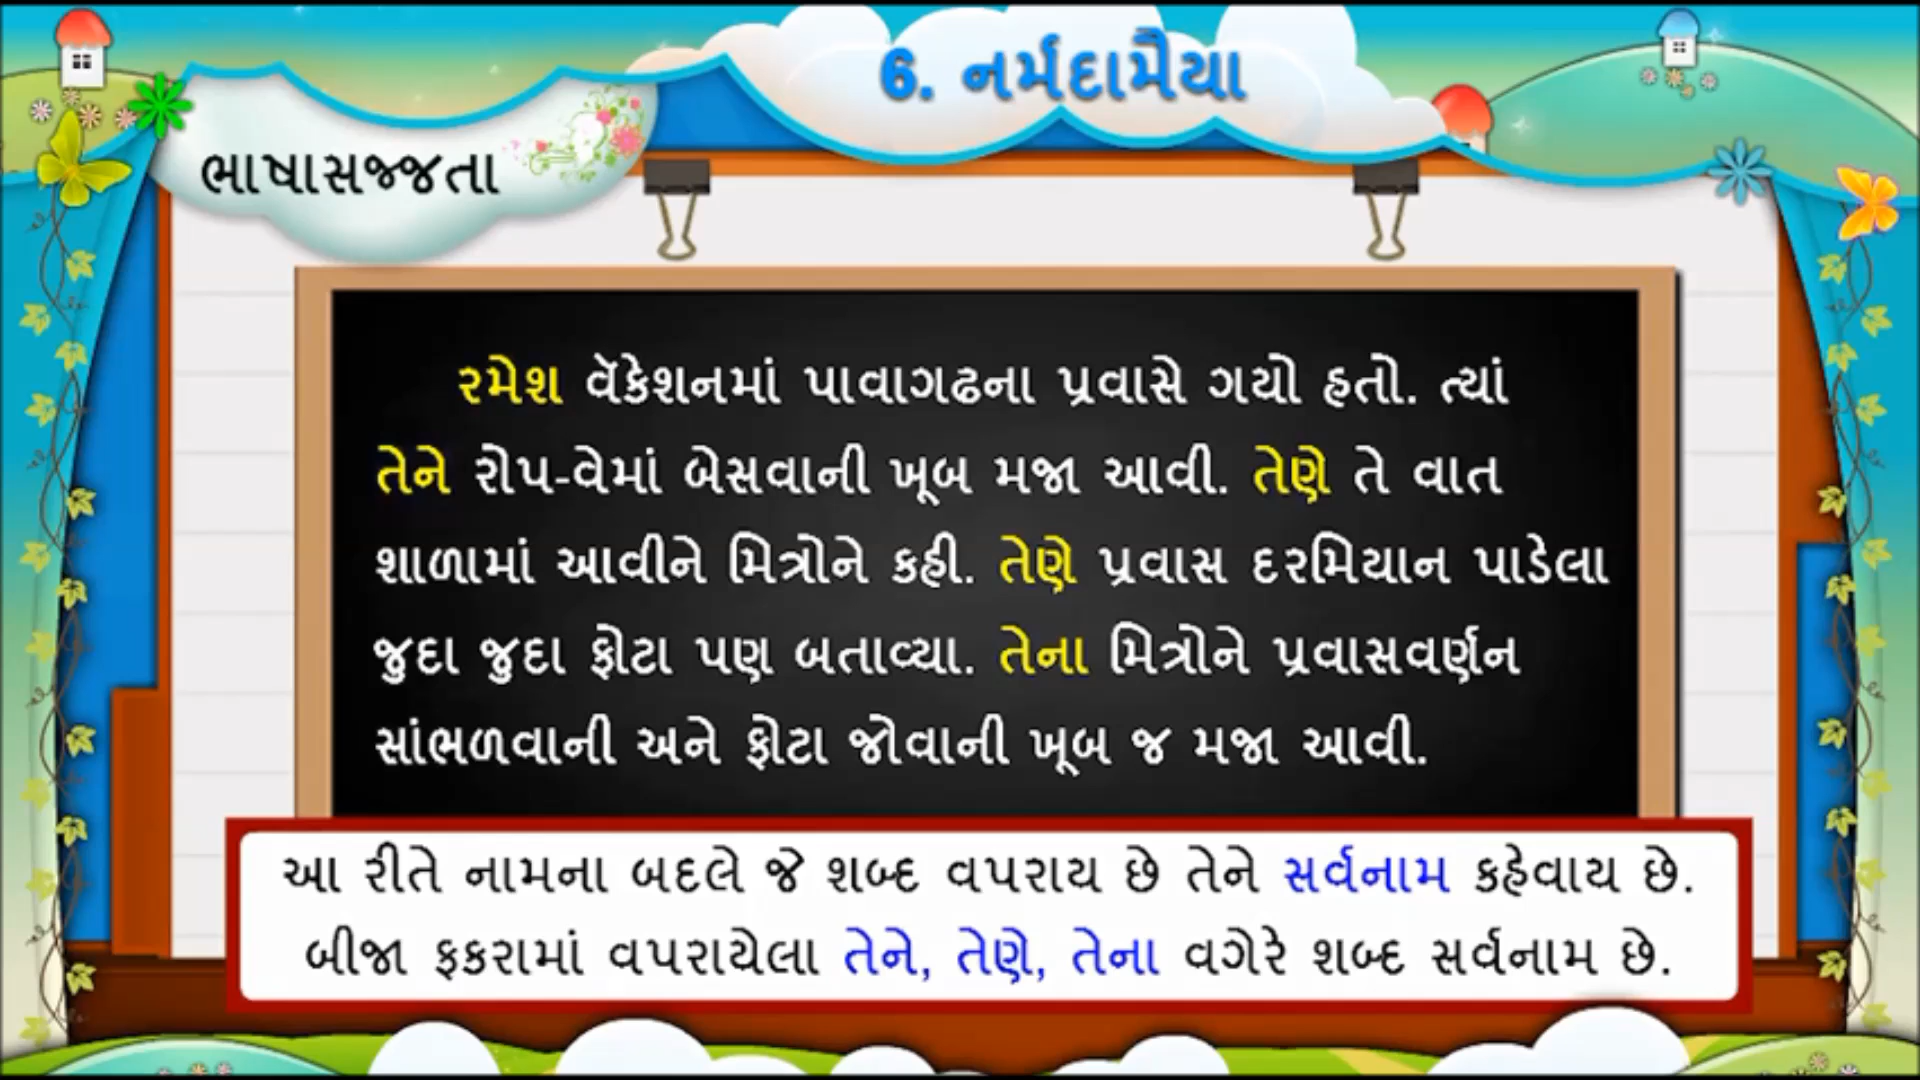 6. નર્મદામૈયા
ભાષાસજ્જતા
રમેશ વૅકેશનમાં પાવાગઢના પ્રવાસે ગયો હતો. ત્યાં
તેને રોપ-વેમાં બેસવાની ખૂબ મજા આવી. તેણે તે વાત
શાળામાં આવીને મિત્રોને કહી. તેણે પ્રવાસ દરમિયાન પાડેલા
જુદા જુદા ફોટા પણ બતાવ્યા. તેના મિત્રોને પ્રવાસવર્ણન
સાંભળવાની અને ફોટા જોવાની ખૂબ જ મજા આવી.
આ રીતે નામના બદલે જે શબ્દ વપરાય છે તેને સર્વનામ કહેવાય છે.
બીજા ફકરામાં વપરાયેલા તેને, તેણે, તેના વગેરે શબ્દ સર્વનામ છે.